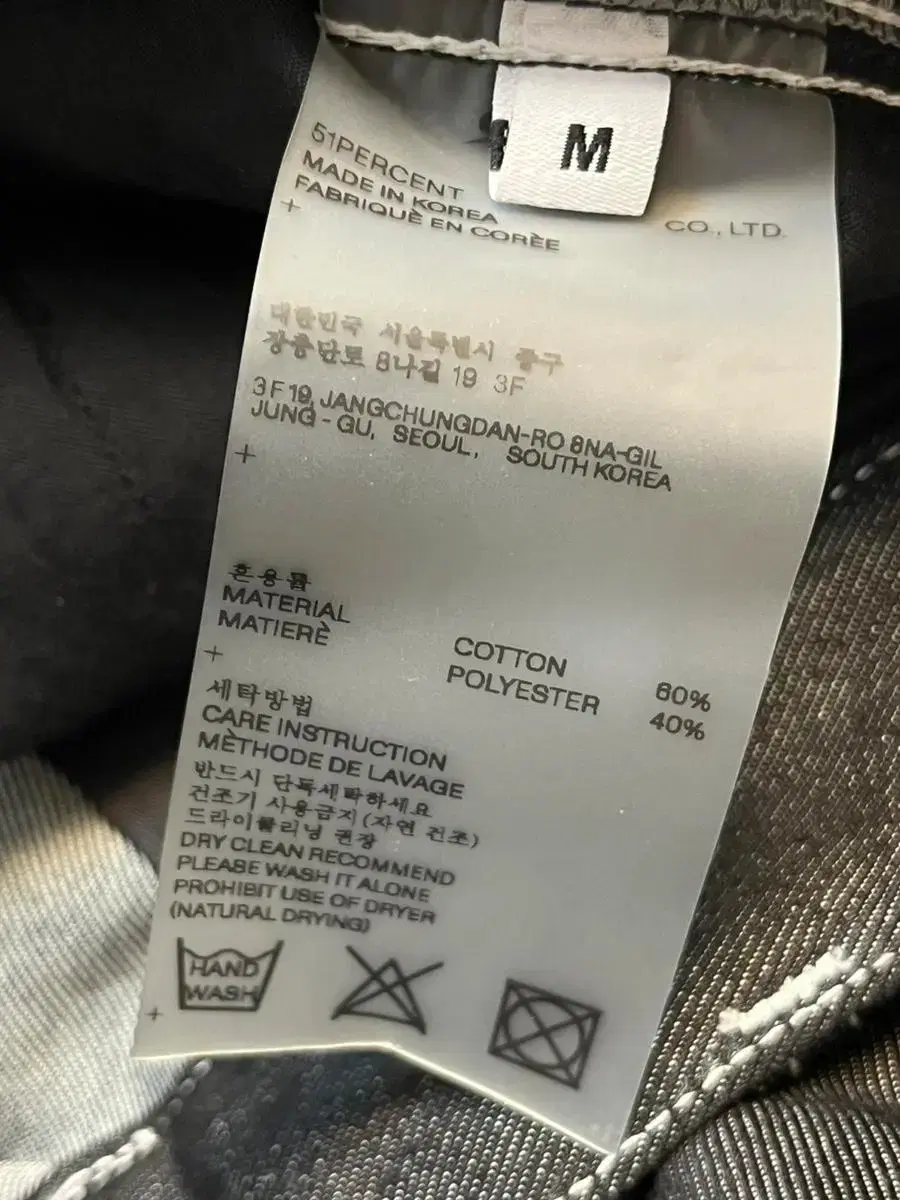 M
51PERCENT
CO., LTD.
MADE IN KOREA
FABRIQUÈ EN CORÈE
대한민국 서울특별시 중구
장충단로 8나길 19 3F
3F 19, JANGCHUNGDAN-RO 8NA-GIL
JUNG - GU, SEOUL, SOUTH KOREA
혼용률
MATERIAL
MATIERÈ
COTTON 60%
POLYESTER 40%
세탁방법
CARE INSTRUCTION
MÈTHODE DE LAVAGE
반드시 단독세탁하세요
건조기 사용금지(자연 건조)
드라이클리닝 권장
DRY CLEAN RECOMMEND
PLEASE WASH IT ALONE
PROHIBIT USE OF DRYER
(NATURAL DRYING)
HAND
WASH